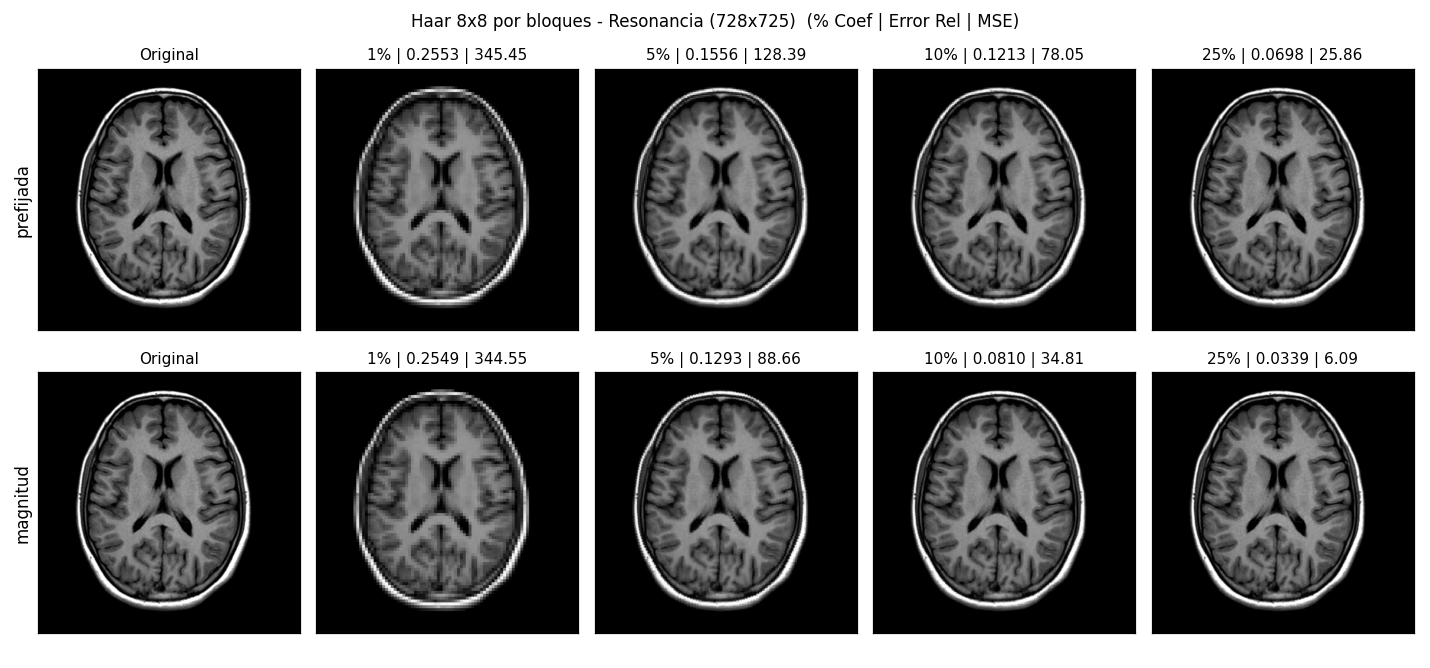 Haar 8x8 por bloques - Resonancia (728x725)  (% Coef | Error Rel | MSE)
Original
1% | 0.2553 | 345.45
5% | 0.1556 | 128.39
10% | 0.1213 | 78.05
25% | 0.0698 | 25.86
prefijada
Original
1% | 0.2549 | 344.55
5% | 0.1293 | 88.66
10% | 0.0810 | 34.81
25% | 0.0339 | 6.09
magnitud